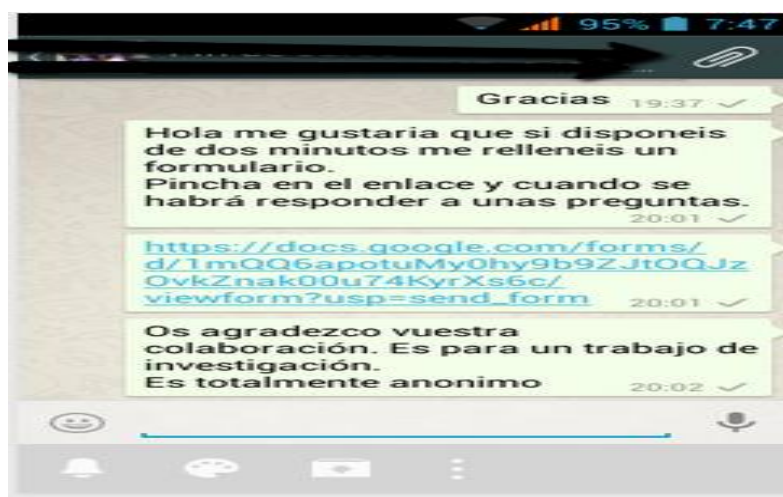 95% 7:47
...
Gracias 19:37
Hola me gustaria que si disponeis
de dos minutos me relleneis un
formulario.
Pincha en el enlace y cuando se
habrá responder a unas preguntas.
20:01
https://docs.google.com/forms/
d/1mQQ6apotuMy0hy9b9ZJtOQJz
OvkZnak00u74KyrXs6c/
viewform?usp=send_form 20:01
Os agradezco vuestra
colaboración. Es para un trabajo de
investigación.
Es totalmente anonimo 20:02